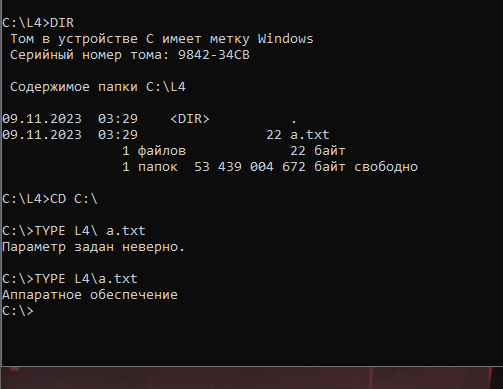 C:\L4>DIR
 Том в устройстве C имеет метку Windows
 Серийный номер тома: 9842-34CB
 Содержимое папки C:\L4
09.11.2023  03:29    <DIR>          .
09.11.2023  03:29                22 a.txt
               1 файлов             22 байт
               1 папок  53 439 004 672 байт свободно
C:\L4>CD C:\
C:\>TYPE L4\ a.txt
Параметр задан неверно.
C:\>TYPE L4\a.txt
Аппаратное обеспечение
C:\>